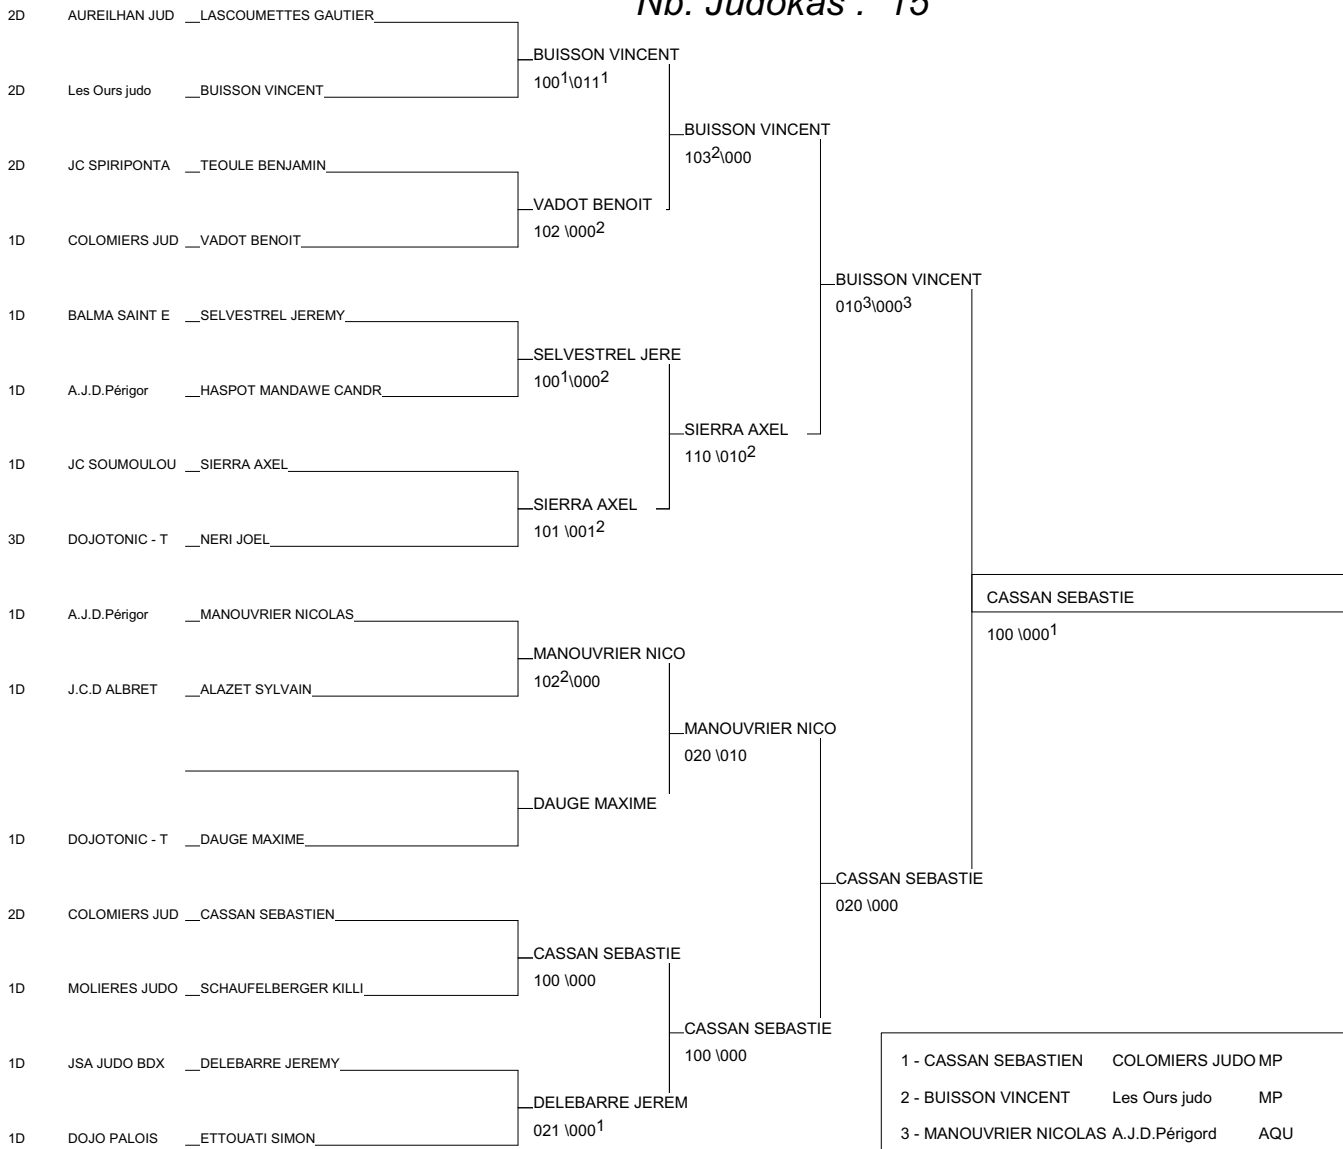 Nb. Judokas : 15
2D AUREILHAN JUD LASCOUMETTES GAUTIER
BUISSON VINCENT
100¹\011¹
2D Les Ours judo BUISSON VINCENT
BUISSON VINCENT
103²\000
2D JC SPIRIPONTA TEOULE BENJAMIN
VADOT BENOIT
102 \000²
1D COLOMIERS JUD VADOT BENOIT
BUISSON VINCENT
010³\000³
1D BALMA SAINT E SELVESTREL JEREMY
SELVESTREL JERE
100¹\000²
1D A.J.D.Périgor HASPOT MANDAWE CANDR
SIERRA AXEL
110 \010²
1D JC SOUMOULOU SIERRA AXEL
SIERRA AXEL
101 \001²
3D DOJOTONIC - T NERI JOEL
CASSAN SEBASTIE
100 \000¹
1D A.J.D.Périgor MANOUVRIER NICOLAS
MANOUVRIER NICO
102²\000
1D J.C.D ALBRET ALAZET SYLVAIN
MANOUVRIER NICO
020 \010
DAUGE MAXIME
1D DOJOTONIC - T DAUGE MAXIME
CASSAN SEBASTIE
020 \000
2D COLOMIERS JUD CASSAN SEBASTIEN
CASSAN SEBASTIE
100 \000
1D MOLIERES JUDO SCHAUFELBERGER KILLI
CASSAN SEBASTIE
100 \000
1D JSA JUDO BDX DELEBARRE JEREMY
DELEBARRE JEREM
021 \000¹
1D DOJO PALOIS ETTOUATI SIMON
1 - CASSAN SEBASTIEN COLOMIERS JUDO MP
2 - BUISSON VINCENT Les Ours judo MP
3 - MANOUVRIER NICOLAS A.J.D.Périgord AQU